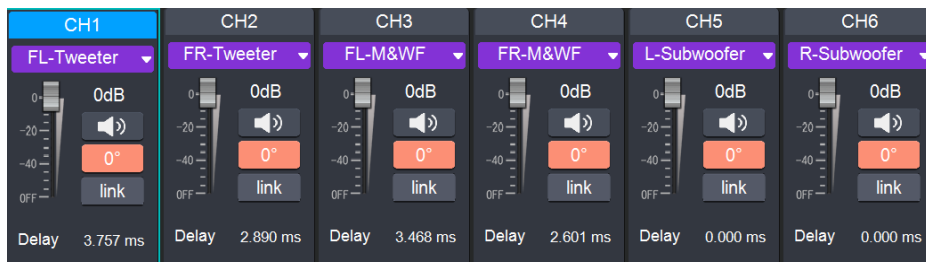 CH1 CH2 CH3 CH4 CH5 CH6
FL-Tweeter FR-Tweeter FL-M&WF FR-M&WF L-Subwoofer R-Subwoofer
0 0dB 0 0dB 0 0dB 0 0dB 0 0dB 0 0dB
-20 -20 -20 -20 -20 -20
-40 0° -40 0° -40 0° -40 0° -40 0° -40 0°
OFF link OFF link OFF link OFF link OFF link OFF link
Delay 3.757 ms Delay 2.890 ms Delay 3.468 ms Delay 2.601 ms Delay 0.000 ms Delay 0.000 ms